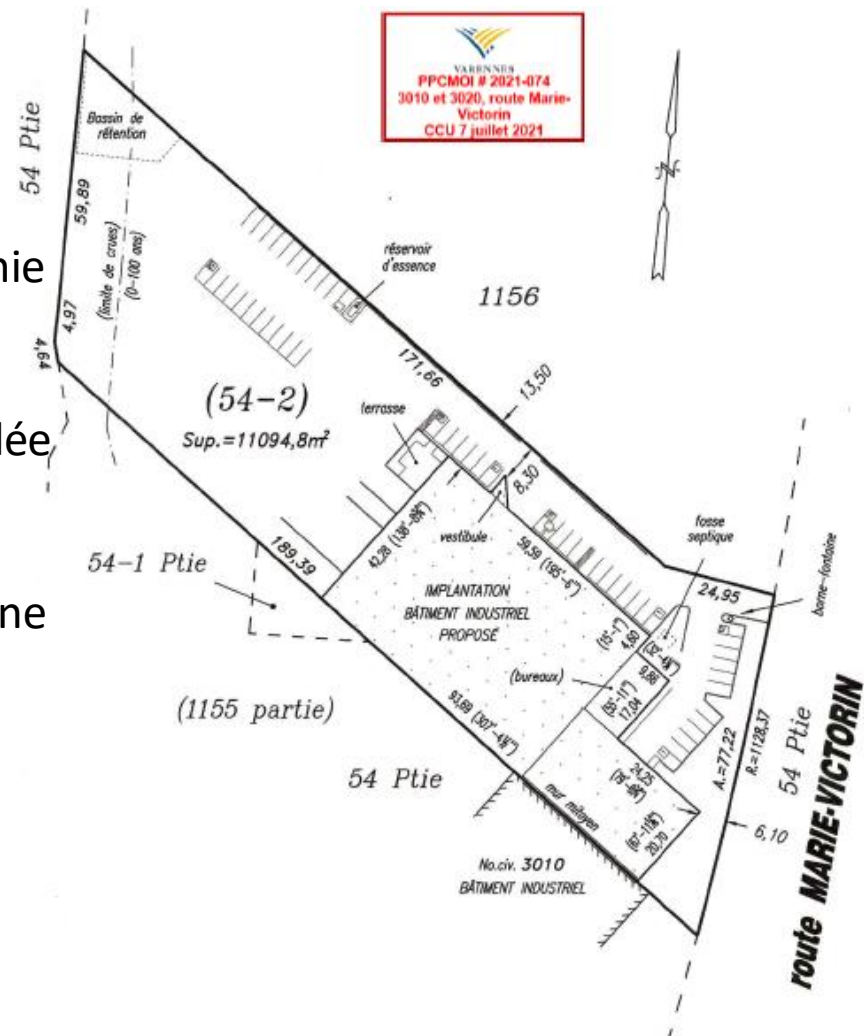 VARENNES
PPCMOI # 2021-074
3010 et 3020, route Marie-
Victorin
CCU 7 juillet 2021
54 Ptie
Bassin de
rétention
59,89
(limite de crues)
(0-100 ans)
4,97
4,64
nie
lée
ne
N
réservoir
d'essence
1156
171,66
13,50
(54-2)
Sup.=11094,8m²
terrasse
8,30
vestibule
fosse
septique
54-1 Ptie
189,39
42,28
59,59 (195'-6")
24,95
borne-fontaine
IMPLANTATION
BÂTIMENT INDUSTRIEL
PROPOSÉ
(15'-1")
4,60
9,86
(bureaux)
17,04
(1155 partie)
93,69
54 Ptie
24,25
mur mitoyen
20,70
A.=77,22
R.=1128,37
54 Ptie
6,10
route MARIE-VICTORIN
No.civ. 3010
BÂTIMENT INDUSTRIEL